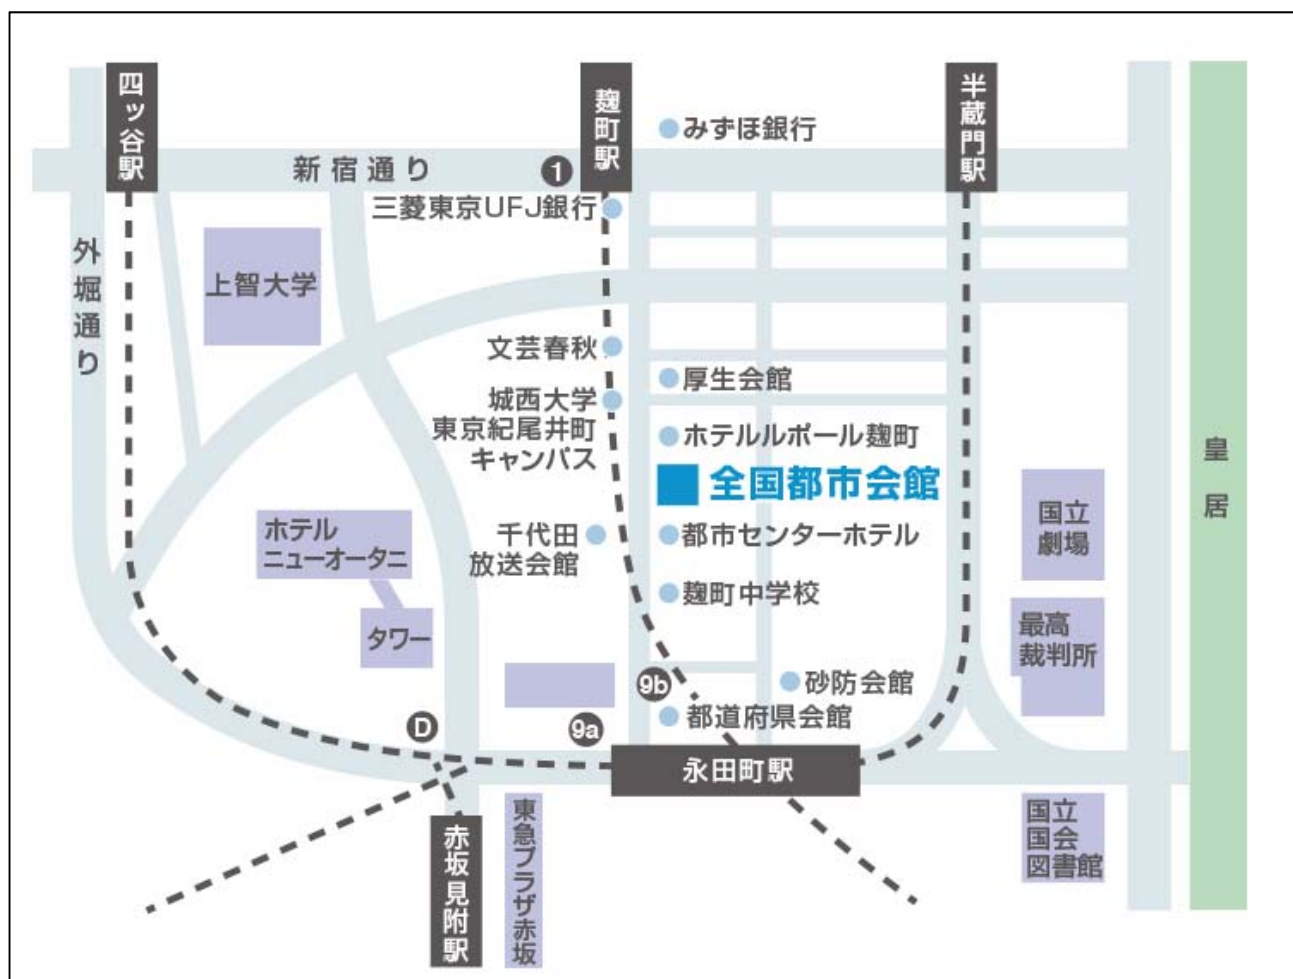 四ッ谷駅
麹町駅
半蔵門駅
みずほ銀行
新宿通り
1
三菱東京UFJ銀行
外堀通り
上智大学
文芸春秋
厚生会館
城西大学
東京紀尾井町
キャンパス
ホテルルポール麹町
全国都市会館
皇居
国立
劇場
ホテル
ニューオータニ
千代田
放送会館
都市センターホテル
麹町中学校
タワー
最高
裁判所
9b
砂防会館
都道府県会館
D
9a
永田町駅
赤坂見附駅
東急プラザ赤坂
国立
国会
図書館